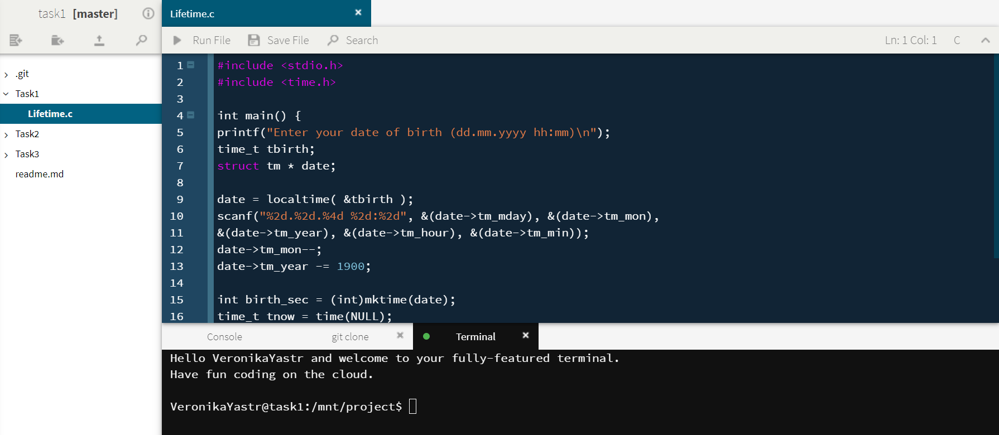 task1 [master]
.git
Task1
Lifetime.c
Task2
Task3
readme.md
Lifetime.c
Run File Save File Search Ln: 1 Col: 1 C
1 #include <stdio.h>
2 #include <time.h>
3
4 int main() {
5 printf("Enter your date of birth (dd.mm.yyyy hh:mm)\n");
6 time_t tbirth;
7 struct tm * date;
8
9 date = localtime( &tbirth );
10 scanf("%2d.%2d.%4d %2d:%2d", &(date->tm_mday), &(date->tm_mon),
11 &(date->tm_year), &(date->tm_hour), &(date->tm_min));
12 date->tm_mon--;
13 date->tm_year -= 1900;
14
15 int birth_sec = (int)mktime(date);
16 time_t tnow = time(NULL);
Console git clone Terminal
Hello VeronikaYastr and welcome to your fully-featured terminal.
Have fun coding on the cloud.
VeronikaYastr@task1:/mnt/project$